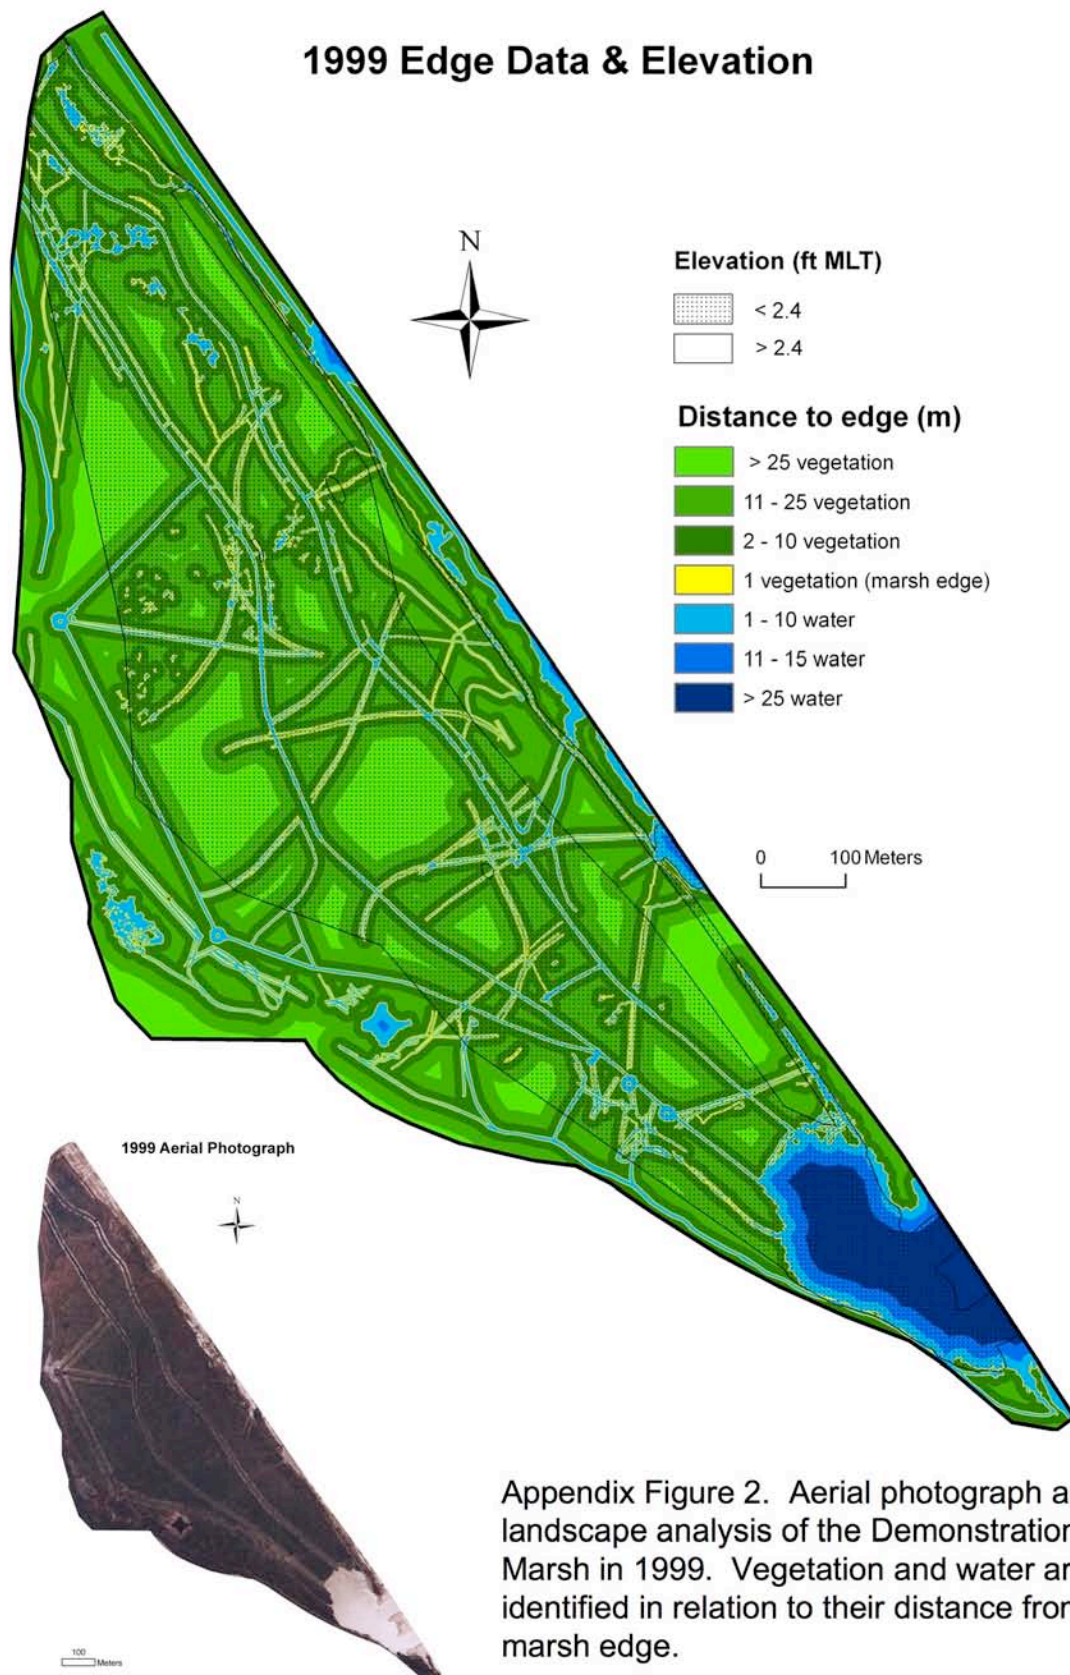 1999 Edge Data & Elevation
N
Elevation (ft MLT)
< 2.4
> 2.4
Distance to edge (m)
> 25 vegetation
11 - 25 vegetation
2 - 10 vegetation
1 vegetation (marsh edge)
1 - 10 water
11 - 15 water
> 25 water
0 100 Meters
1999 Aerial Photograph
N
100
Meters
Appendix Figure 2. Aerial photograph a
landscape analysis of the Demonstration
Marsh in 1999. Vegetation and water ar
identified in relation to their distance fron
marsh edge.